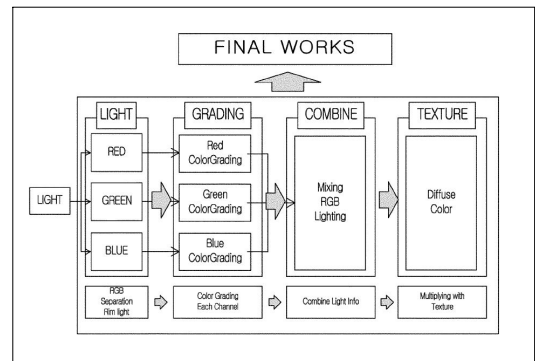 FINAL WORKS
LIGHT
GRADING
COMBINE
TEXTURE
LIGHT
RED
GREEN
BLUE
Red
ColorGrading
Green
ColorGrading
Blue
ColorGrading
Mixing
RGB
Lighting
Diffuse
Color
RGB
Separation
Rim light
Color Grading
Each Channel
Combine Light Info
Multiplying with
Texture